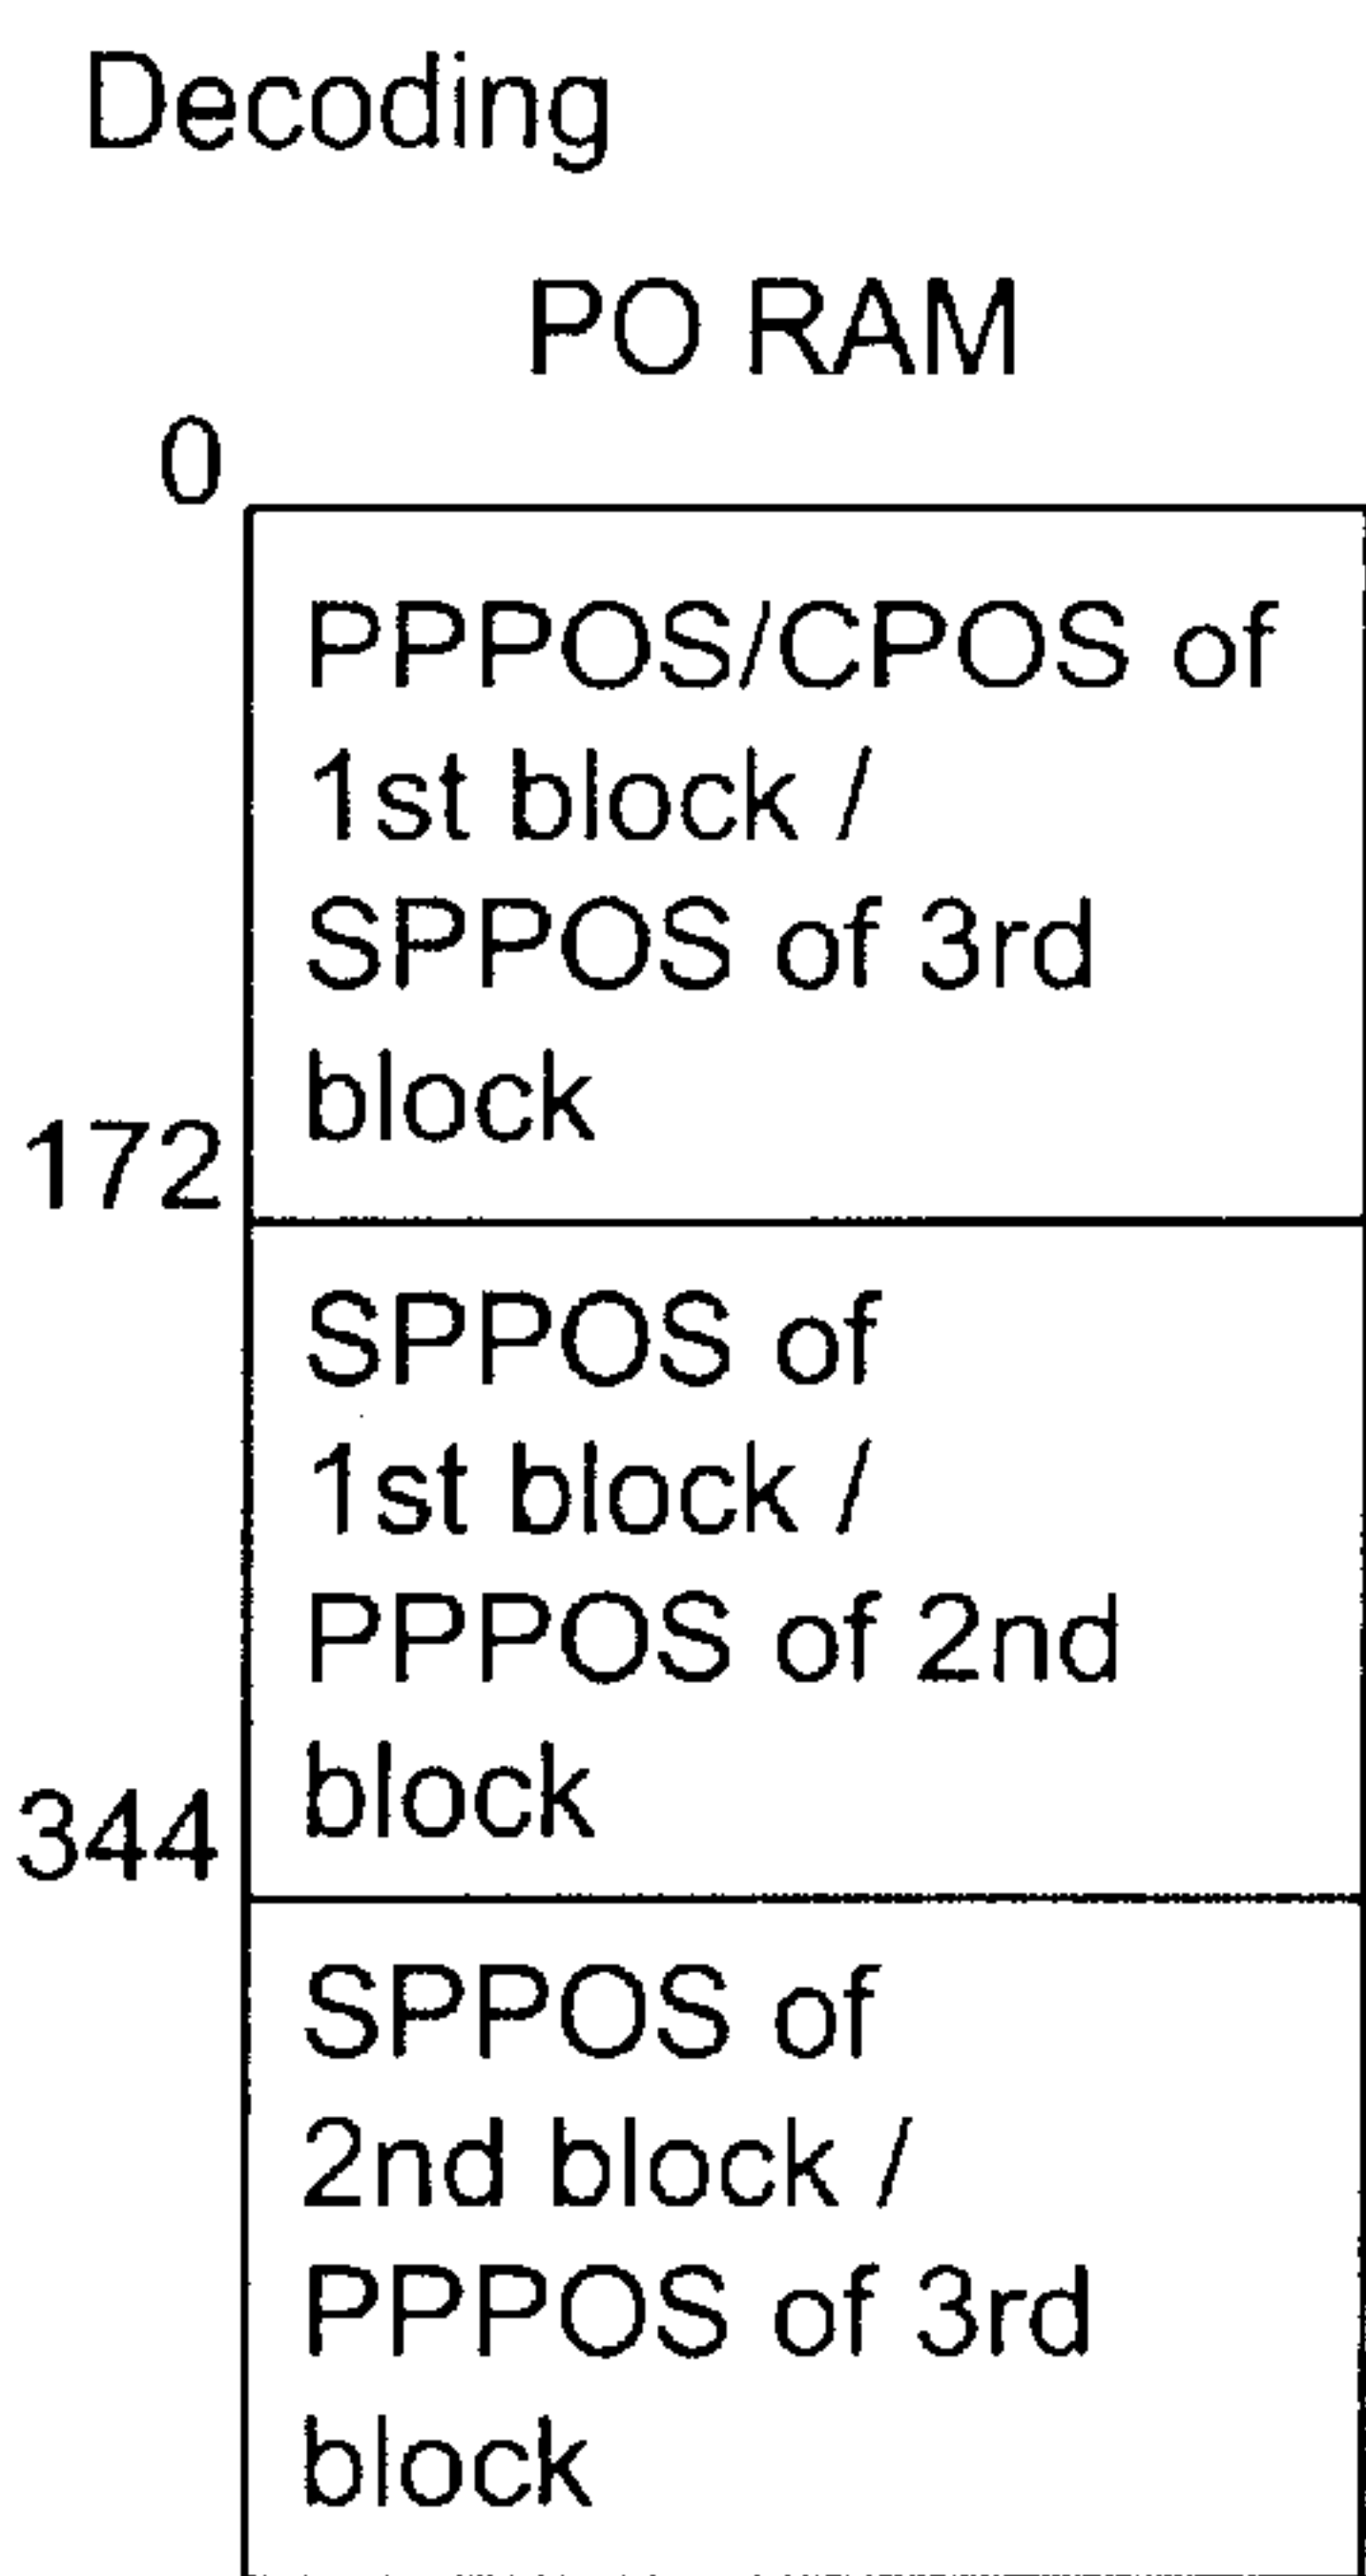 Decoding
PO RAM
0
PPPOS/CPOS of
1st block /
SPPOS of 3rd
block
172
SPPOS of
1st block /
PPPOS of 2nd
block
344
SPPOS of
2nd block /
PPPOS of 3rd
block